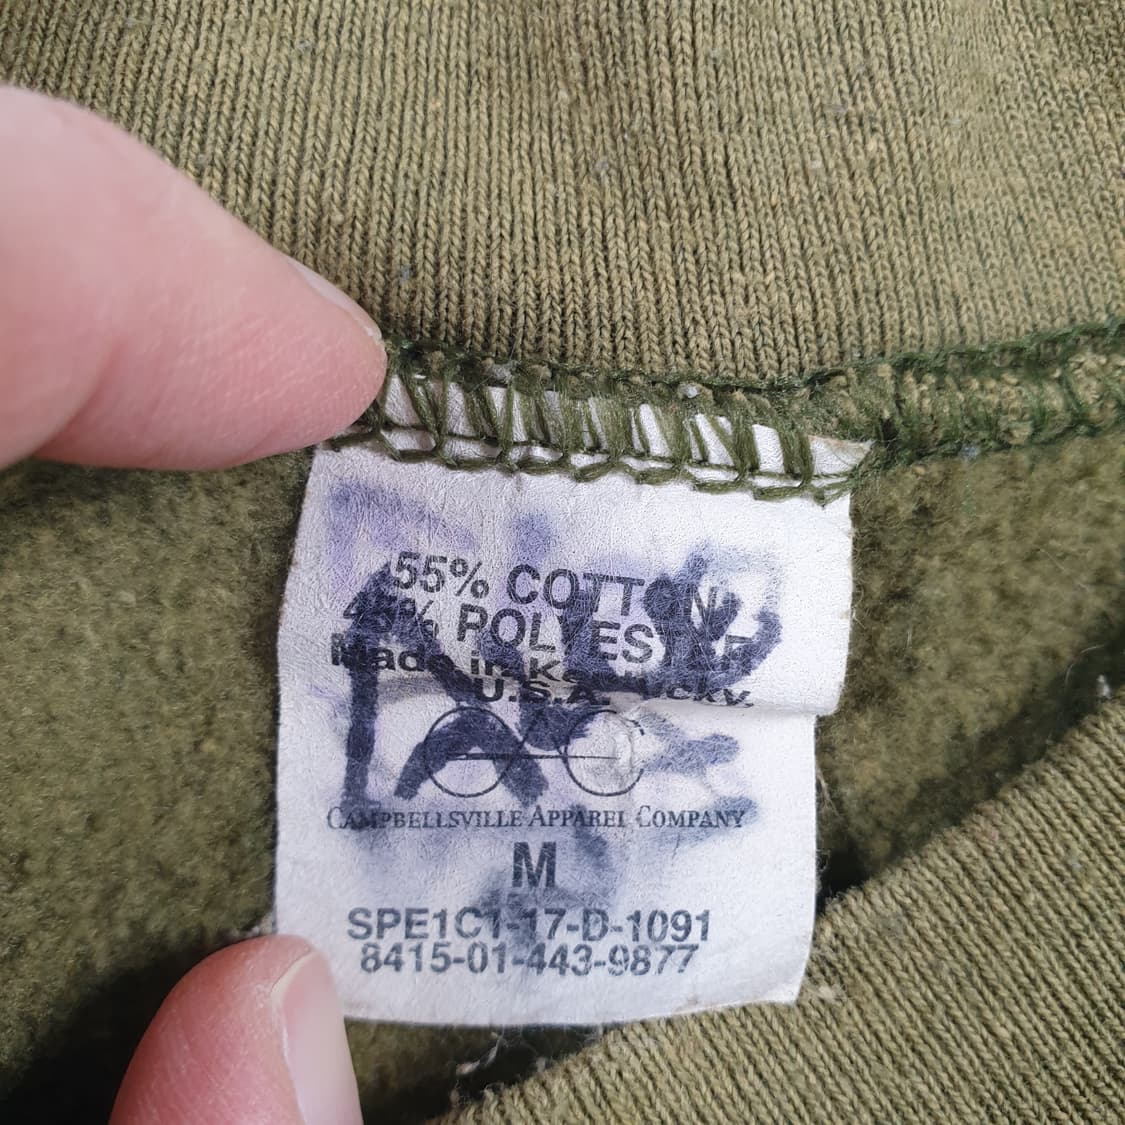 55% COTTON
45% POLYESTER
Made in Kentucky,
U.S.A.
CAMPBELLSVILLE APPAREL COMPANY
M
SPE1C1-17-D-1091
8415-01-443-9877